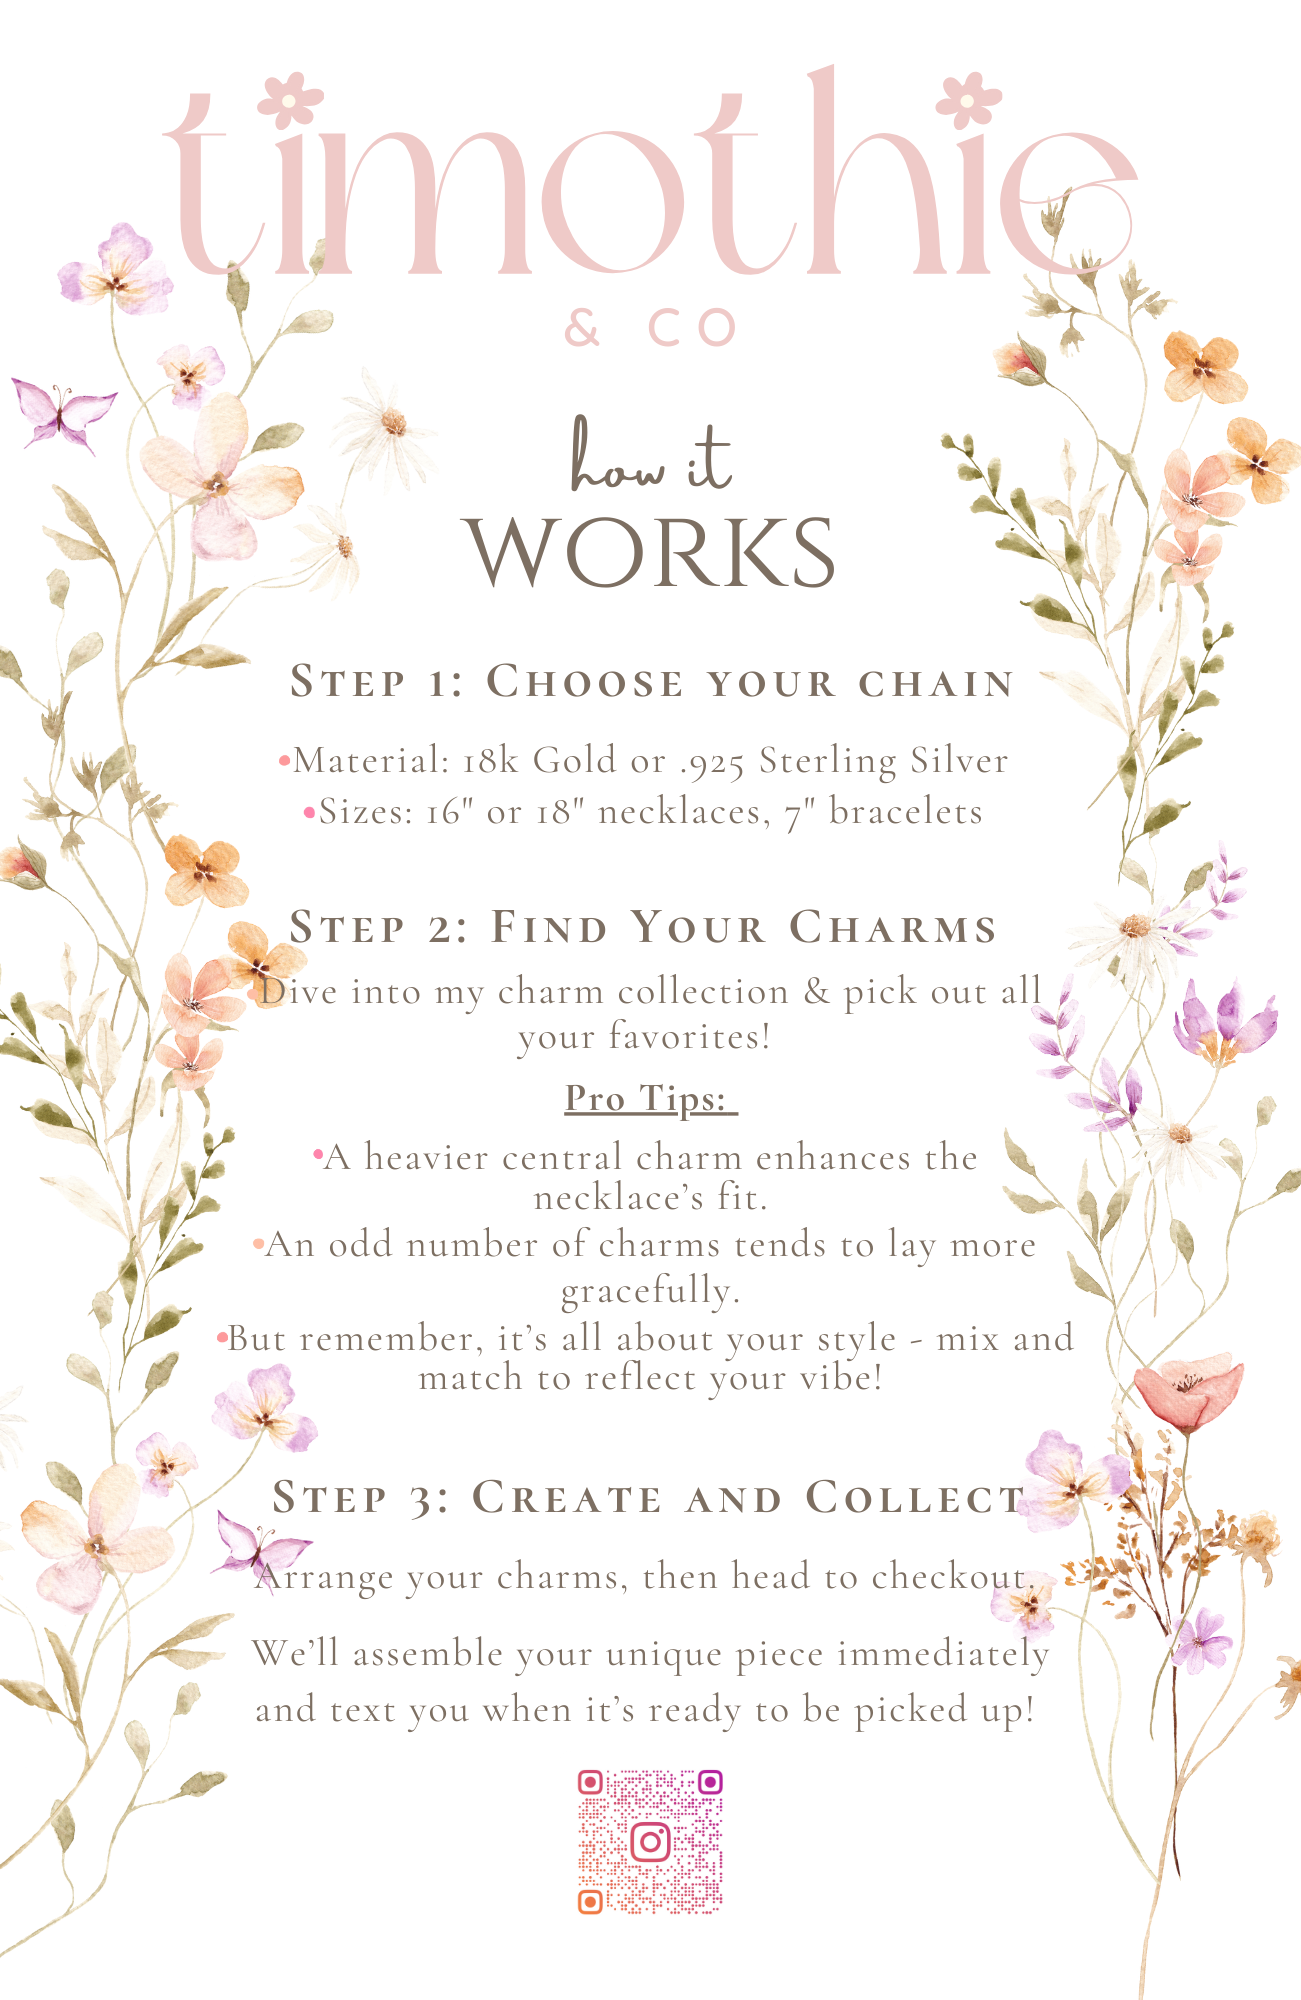 timothie
& CO
how it
WORKS
Step 1: Choose your chain
•Material: 18k Gold or .925 Sterling Silver
•Sizes: 16" or 18" necklaces, 7" bracelets
Step 2: Find Your Charms
•Dive into my charm collection & pick out all
your favorites!
Pro Tips:
•A heavier central charm enhances the
necklace’s fit.
•An odd number of charms tends to lay more
gracefully.
•But remember, it’s all about your style - mix and
match to reflect your vibe!
Step 3: Create and Collect
Arrange your charms, then head to checkout.
We’ll assemble your unique piece immediately
and text you when it’s ready to be picked up!